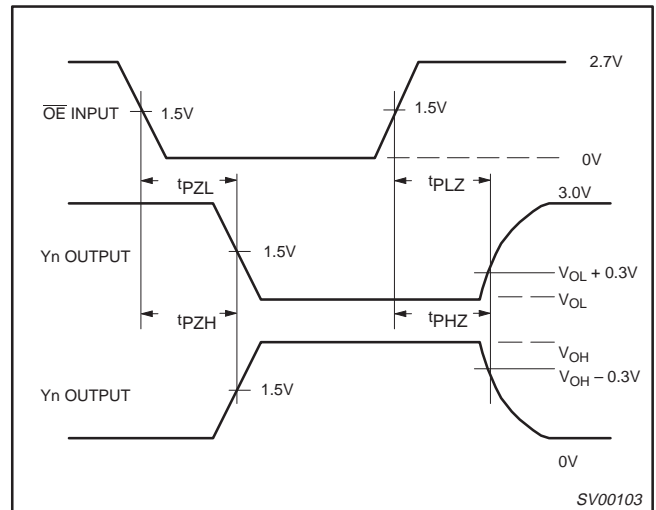 2.7V
OE INPUT
1.5V
1.5V
0V
tPZL
tPLZ
3.0V
Yn OUTPUT
1.5V
VOL + 0.3V
VOL
tPZH
tPHZ
VOH
VOH – 0.3V
Yn OUTPUT
1.5V
0V
SV00103